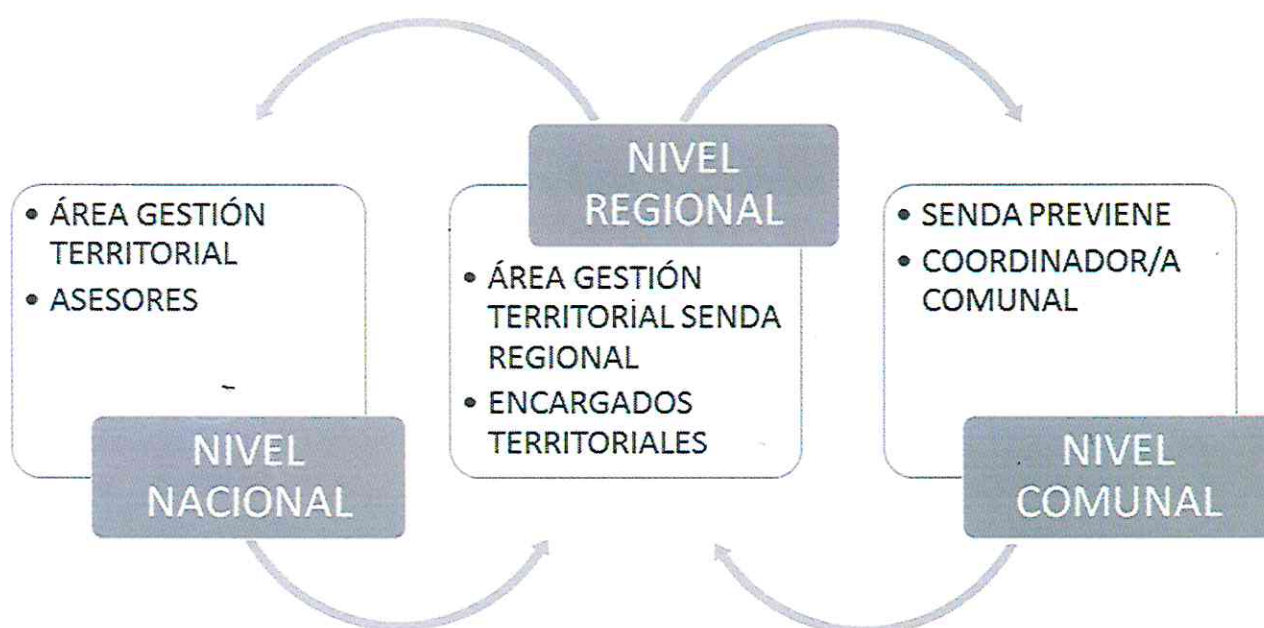 • ÁREA GESTIÓN
TERRITORIAL
• ASESORES
NIVEL
NACIONAL
NIVEL
REGIONAL
• ÁREA GESTIÓN
TERRITORIAL SENDA
REGIONAL
• ENCARGADOS
TERRITORIALES
• SENDA PREVIENE
• COORDINADOR/A
COMUNAL
NIVEL
COMUNAL